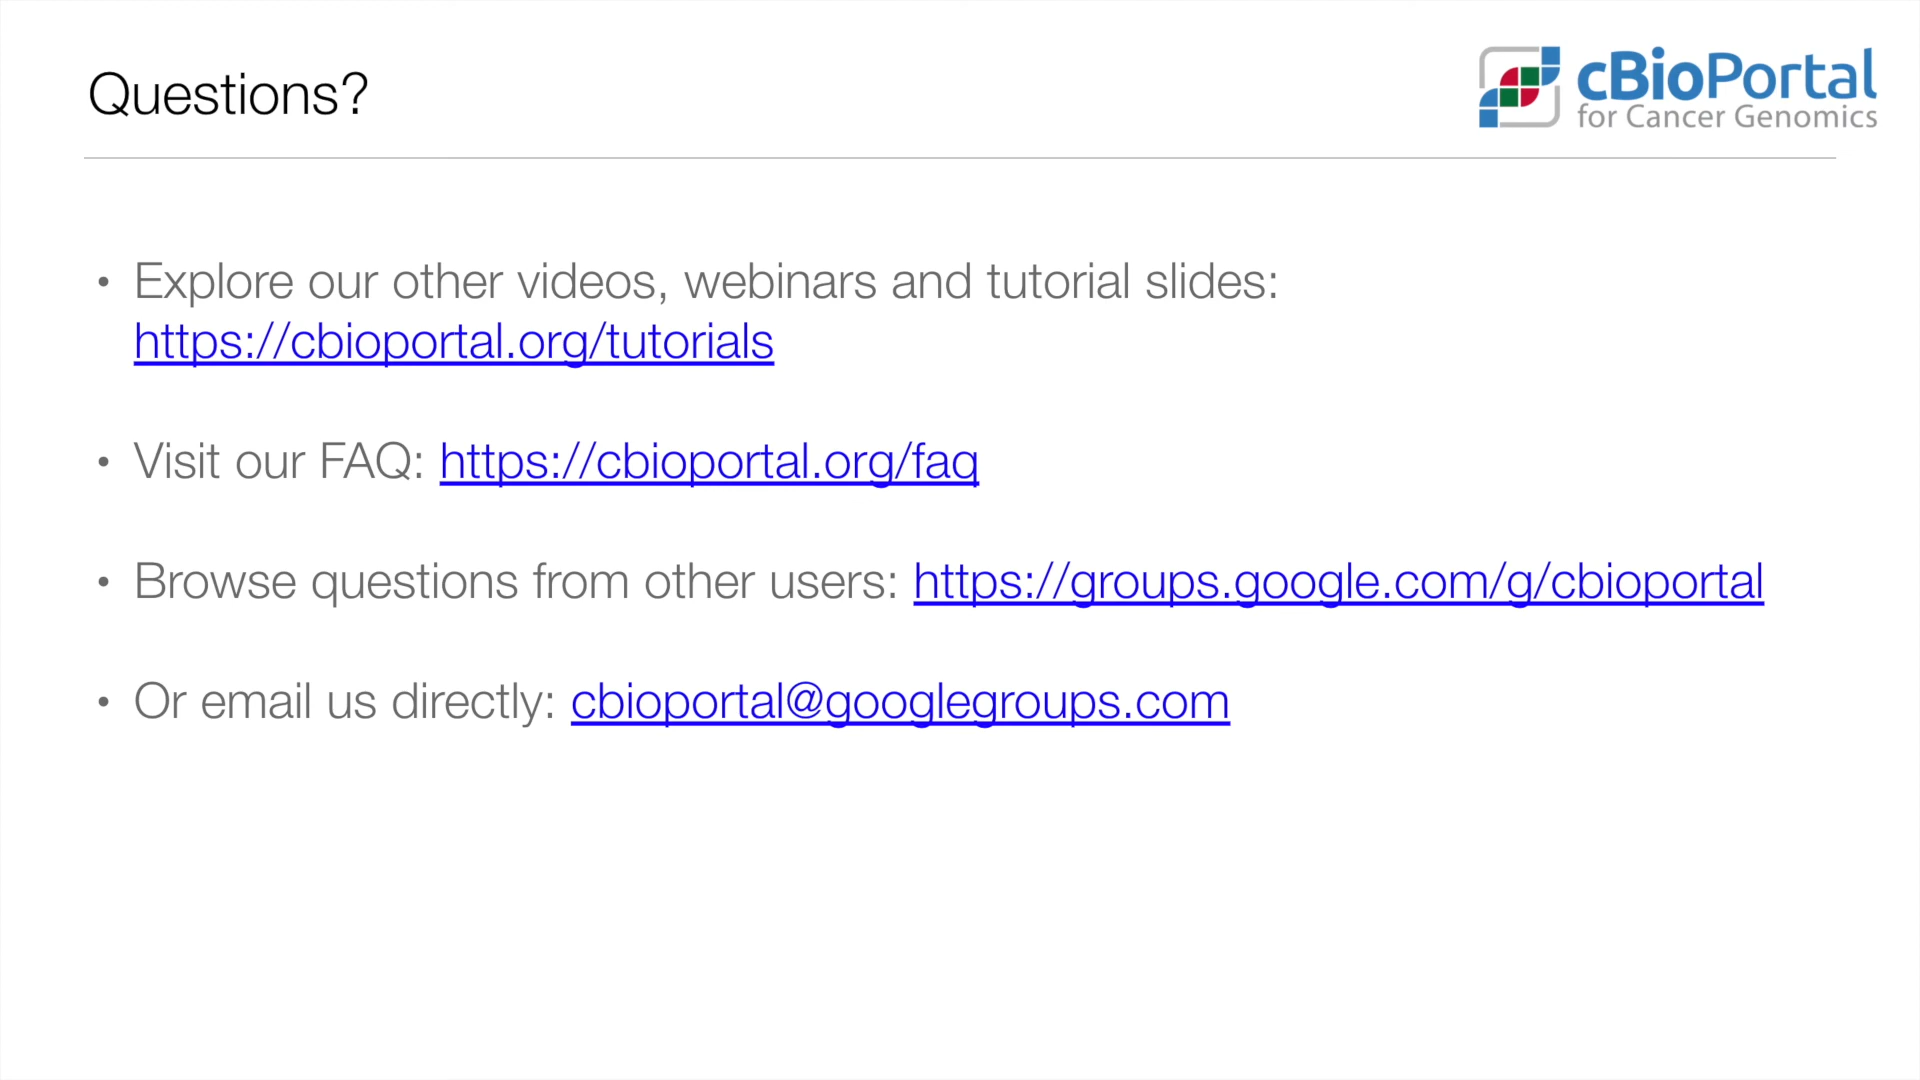 Questions?
cBioPortal
for Cancer Genomics
• Explore our other videos, webinars and tutorial slides:
https://cbioportal.org/tutorials
• Visit our FAQ: https://cbioportal.org/faq
• Browse questions from other users: https://groups.google.com/g/cbioportal
• Or email us directly: cbioportal@googlegroups.com